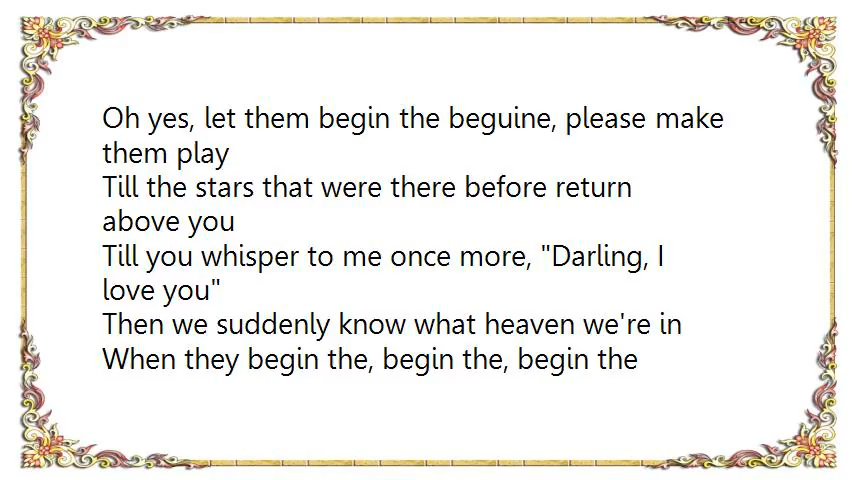 Oh yes, let them begin the beguine, please make
them play
Till the stars that were there before return
above you
Till you whisper to me once more, "Darling, I
love you"
Then we suddenly know what heaven we're in
When they begin the, begin the, begin the